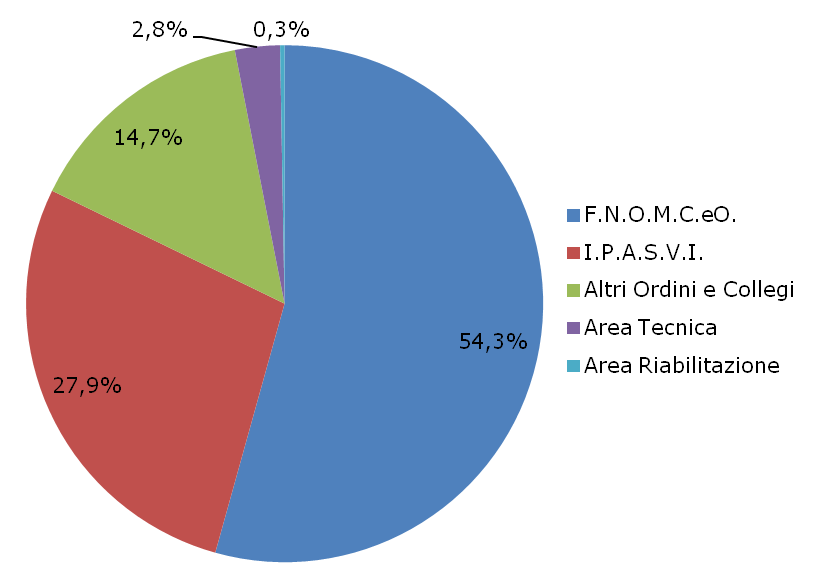 2,8%
0,3%
14,7%
54,3%
27,9%
F.N.O.M.C.eO.
I.P.A.S.V.I.
Altri Ordini e Collegi
Area Tecnica
Area Riabilitazione